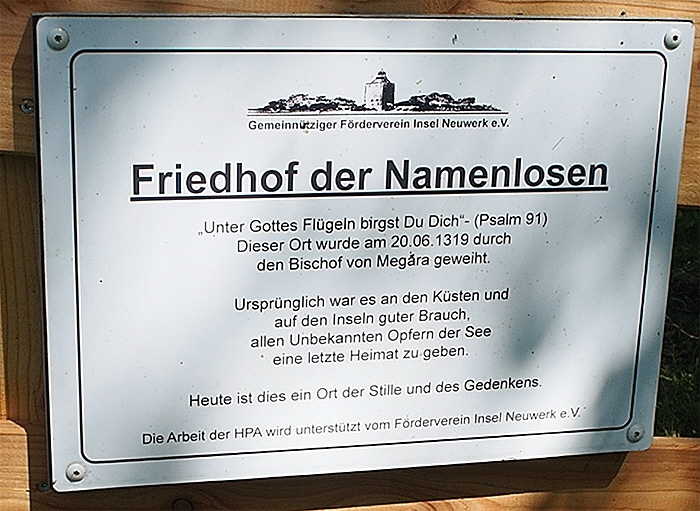 Gemeinnütziger Förderverein Insel Neuwerk e.V.
Friedhof der Namenlosen
„Unter Gottes Flügeln birgst Du Dich“- (Psalm 91)
Dieser Ort wurde am 20.06.1319 durch
den Bischof von Megara geweiht.
Ursprünglich war es an den Küsten und
auf den Inseln guter Brauch,
allen Unbekannten Opfern der See
eine letzte Heimat zu geben.
Heute ist dies ein Ort der Stille und des Gedenkens.
Die Arbeit der HPA wird unterstützt vom Förderverein Insel Neuwerk e.V.